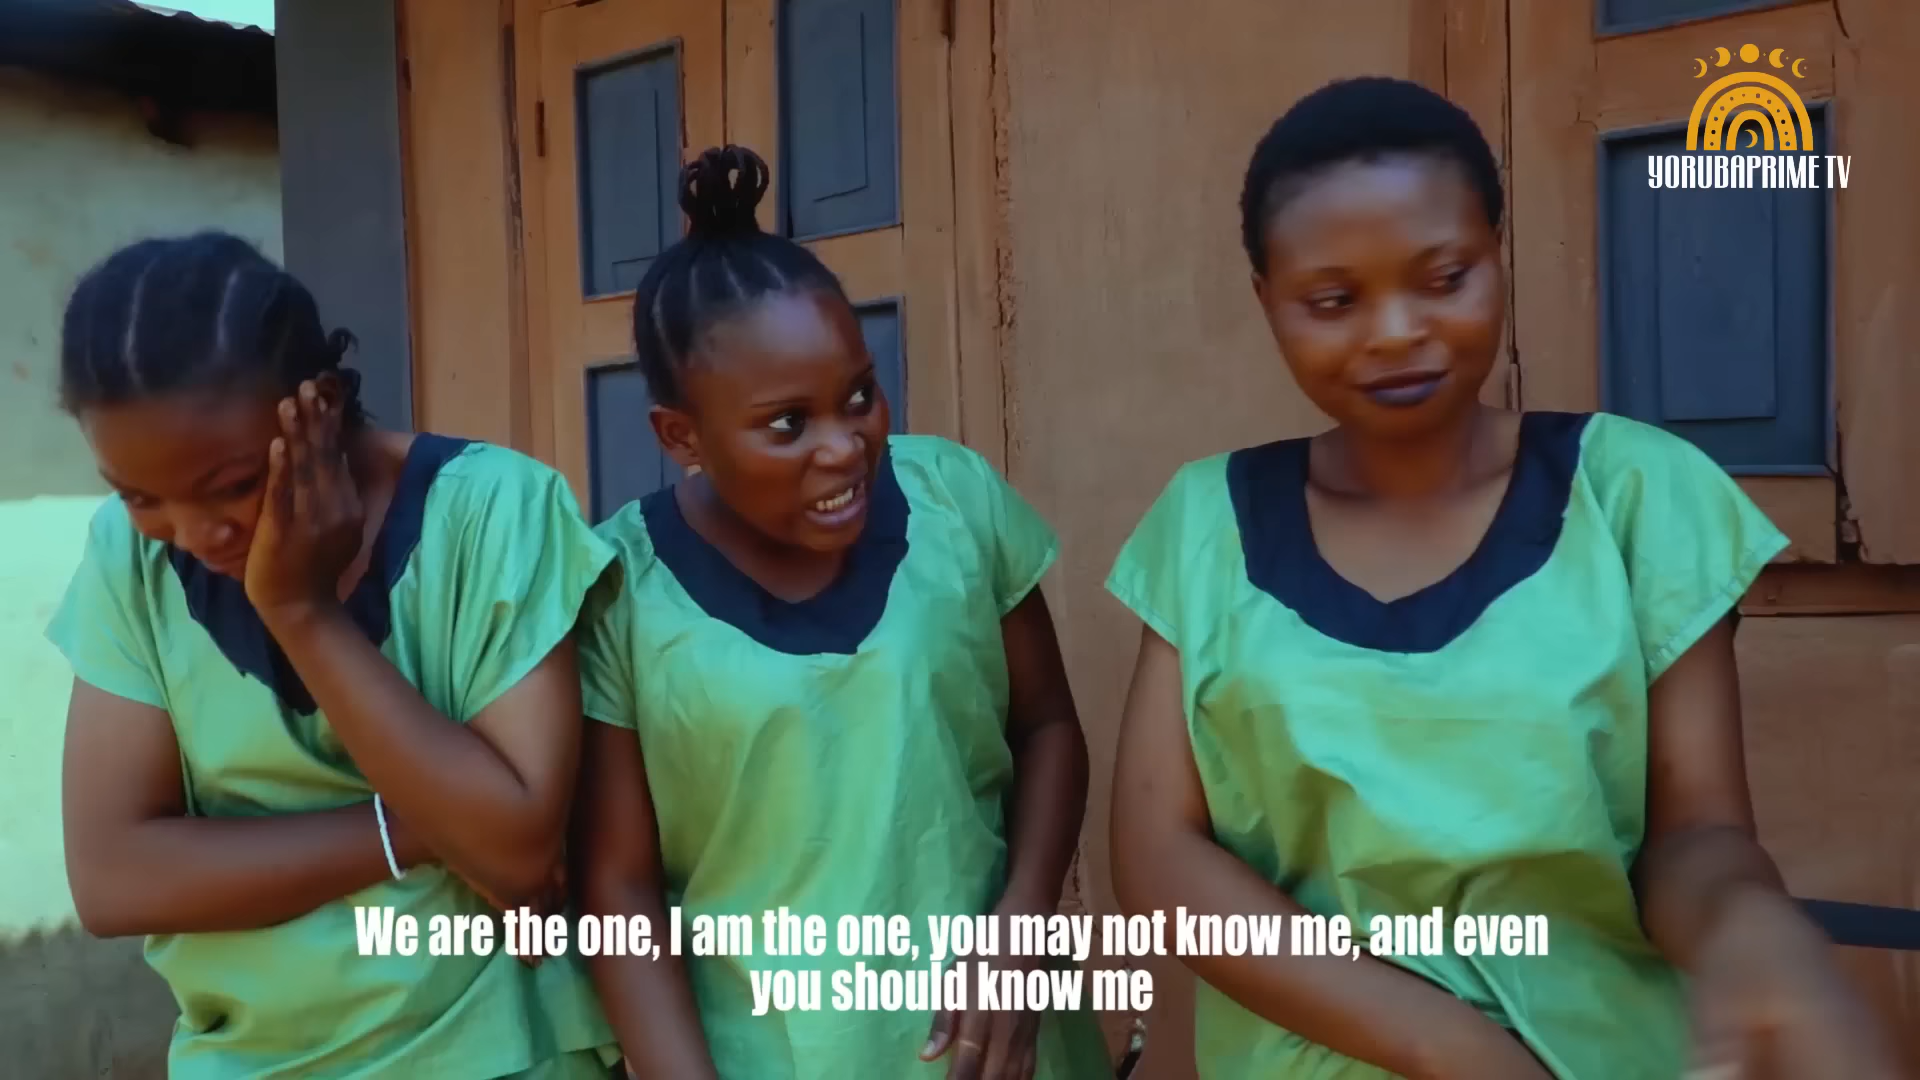 YORUBAPRIME TV
We are the one, I am the one, you may not know me, and even
you should know me